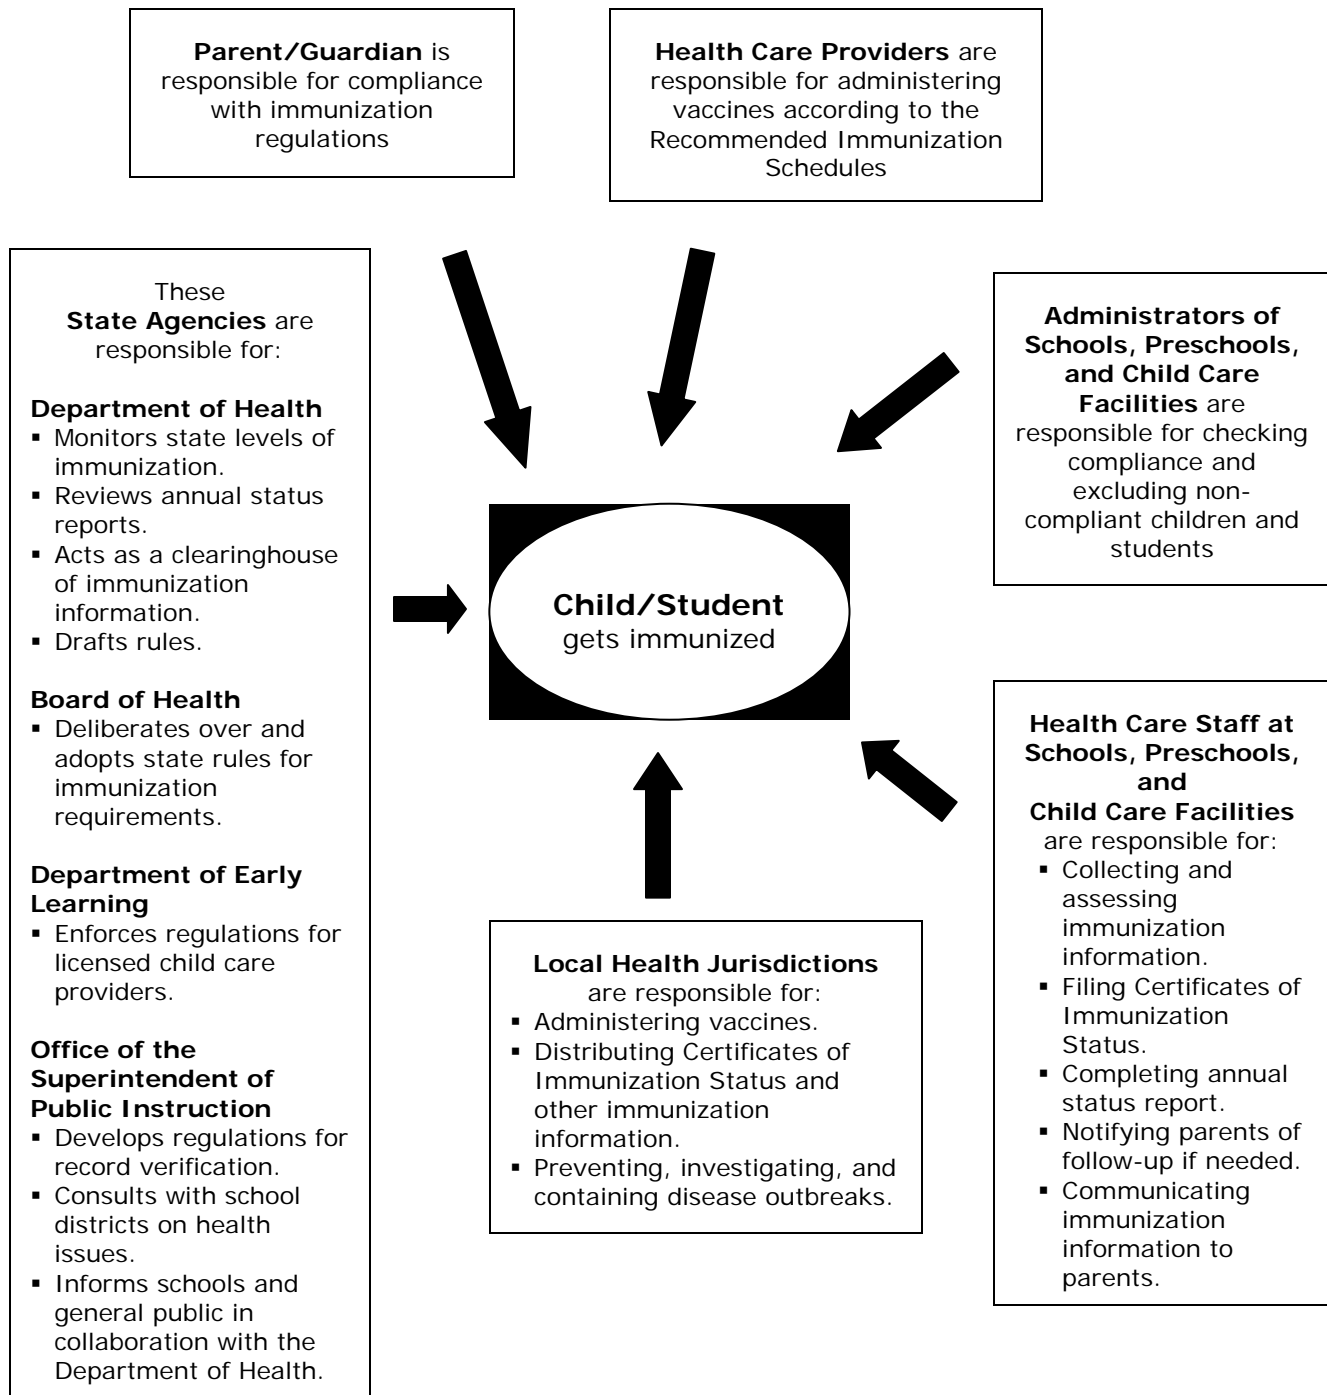 Parent/Guardian is
responsible for compliance
with immunization
regulations
Health Care Providers are
responsible for administering
vaccines according to the
Recommended Immunization
Schedules
These
State Agencies are
responsible for:
Department of Health
▪ Monitors state levels of
immunization.
▪ Reviews annual status
reports.
▪ Acts as a clearinghouse
of immunization
information.
▪ Drafts rules.
Board of Health
▪ Deliberates over and
adopts state rules for
immunization
requirements.
Department of Early
Learning
▪ Enforces regulations for
licensed child care
providers.
Office of the
Superintendent of
Public Instruction
▪ Develops regulations for
record verification.
▪ Consults with school
districts on health
issues.
▪ Informs schools and
general public in
collaboration with the
Department of Health.
Child/Student
gets immunized
Local Health Jurisdictions
are responsible for:
▪ Administering vaccines.
▪ Distributing Certificates of
Immunization Status and
other immunization
information.
▪ Preventing, investigating, and
containing disease outbreaks.
Administrators of
Schools, Preschools,
and Child Care
Facilities are
responsible for checking
compliance and
excluding non-
compliant children and
students
Health Care Staff at
Schools, Preschools,
and
Child Care Facilities
are responsible for:
▪ Collecting and
assessing
immunization
information.
▪ Filing Certificates of
Immunization
Status.
▪ Completing annual
status report.
▪ Notifying parents of
follow-up if needed.
▪ Communicating
immunization
information to
parents.